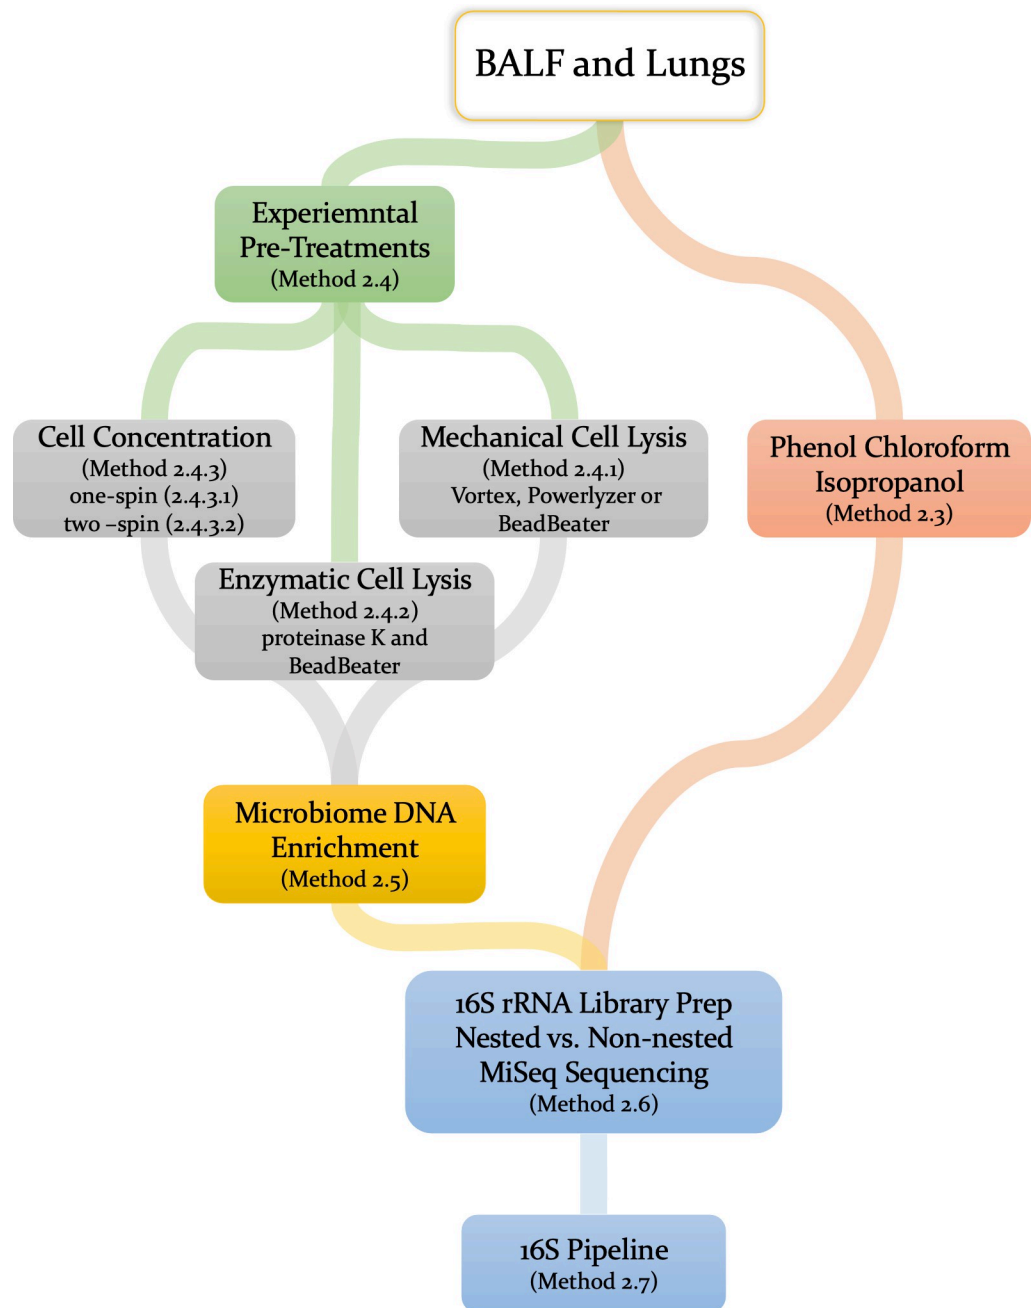 BALF and Lungs
Experiemntal
Pre-Treatments
(Method 2.4)
Cell Concentration
(Method 2.4.3)
one-spin (2.4.3.1)
two –spin (2.4.3.2)
Mechanical Cell Lysis
(Method 2.4.1)
Vortex, Powerlyzer or
BeadBeater
Phenol Chloroform
Isopropanol
(Method 2.3)
Enzymatic Cell Lysis
(Method 2.4.2)
proteinase K and
BeadBeater
Microbiome DNA
Enrichment
(Method 2.5)
16S rRNA Library Prep
Nested vs. Non-nested
MiSeq Sequencing
(Method 2.6)
16S Pipeline
(Method 2.7)